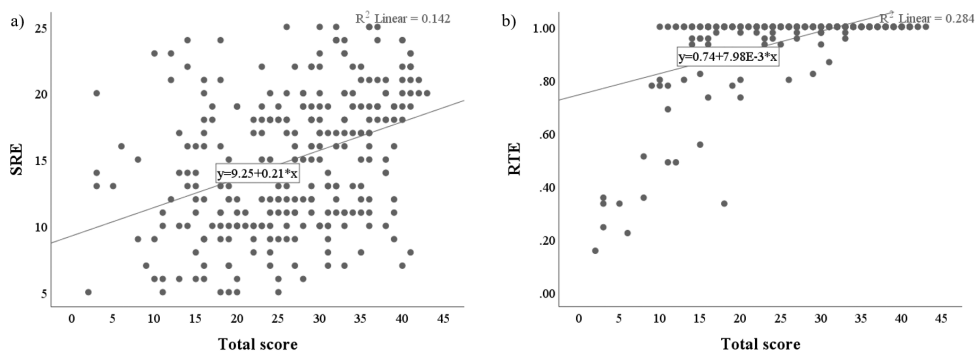 a)
R² Linear = 0.142
25
20
15
10
5
SRE
y=9.25+0.21*x
0 5 10 15 20 25 30 35 40 45
Total score
b)
R² Linear = 0.284
1.00
.80
.60
.40
.20
.00
RTE
y=0.74+7.98E-3*x
0 5 10 15 20 25 30 35 40 45
Total score